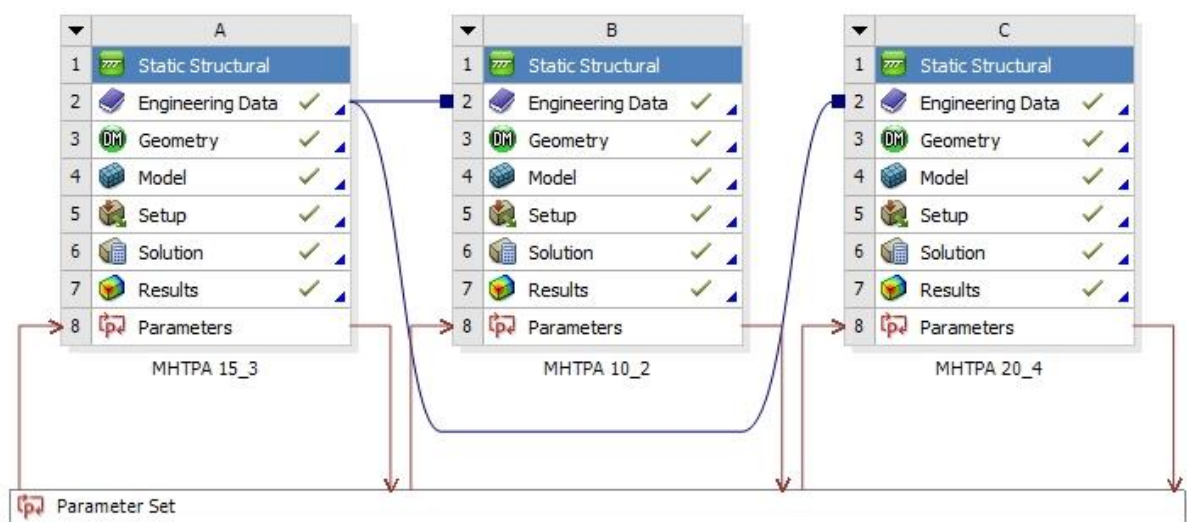 A
1 Static Structural
2 Engineering Data
3 DM Geometry
4 Model
5 Setup
6 Solution
7 Results
8 Parameters
MHTPA 15_3
B
1 Static Structural
2 Engineering Data
3 DM Geometry
4 Model
5 Setup
6 Solution
7 Results
8 Parameters
MHTPA 10_2
C
1 Static Structural
2 Engineering Data
3 DM Geometry
4 Model
5 Setup
6 Solution
7 Results
8 Parameters
MHTPA 20_4
Parameter Set